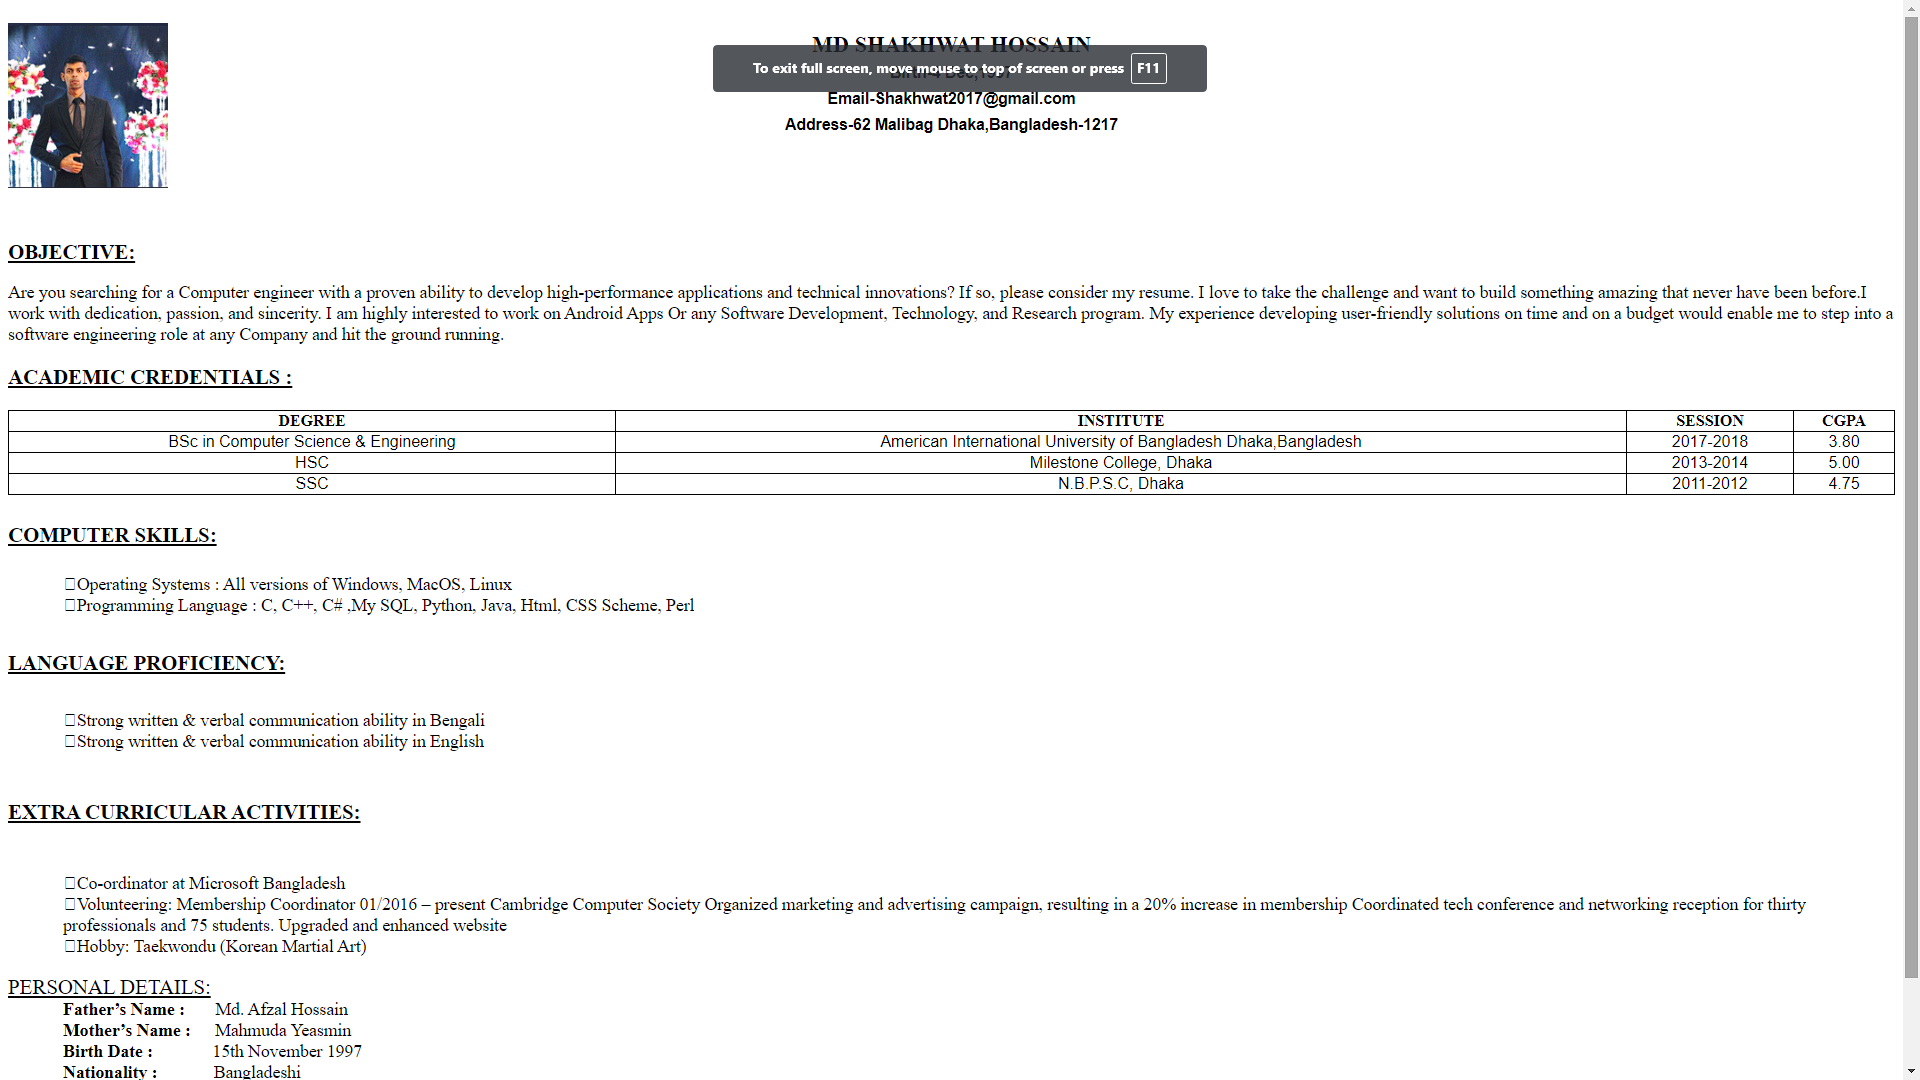 MD SHAKHWAT HOSSAIN
To exit full screen, move mouse to top of screen or press F11
Email-Shakhwat2017@gmail.com
Address-62 Malibag Dhaka,Bangladesh-1217
OBJECTIVE:
Are you searching for a Computer engineer with a proven ability to develop high-performance applications and technical innovations? If so, please consider my resume. I love to take the challenge and want to build something amazing that never have been before.I
work with dedication, passion, and sincerity. I am highly interested to work on Android Apps Or any Software Development, Technology, and Research program. My experience developing user-friendly solutions on time and on a budget would enable me to step into a
software engineering role at any Company and hit the ground running.
ACADEMIC CREDENTIALS :
DEGREE INSTITUTE SESSION CGPA
BSc in Computer Science & Engineering American International University of Bangladesh Dhaka,Bangladesh 2017-2018 3.80
HSC Milestone College, Dhaka 2013-2014 5.00
SSC N.B.P.S.C, Dhaka 2011-2012 4.75
COMPUTER SKILLS:
Operating Systems : All versions of Windows, MacOS, Linux
Programming Language : C, C++, C# ,My SQL, Python, Java, Html, CSS Scheme, Perl
LANGUAGE PROFICIENCY:
Strong written & verbal communication ability in Bengali
Strong written & verbal communication ability in English
EXTRA CURRICULAR ACTIVITIES:
Co-ordinator at Microsoft Bangladesh
Volunteering: Membership Coordinator 01/2016 – present Cambridge Computer Society Organized marketing and advertising campaign, resulting in a 20% increase in membership Coordinated tech conference and networking reception for thirty
professionals and 75 students. Upgraded and enhanced website
Hobby: Taekwondu (Korean Martial Art)
PERSONAL DETAILS:
Father’s Name : Md. Afzal Hossain
Mother’s Name : Mahmuda Yeasmin
Birth Date : 15th November 1997
Nationality : Bangladeshi